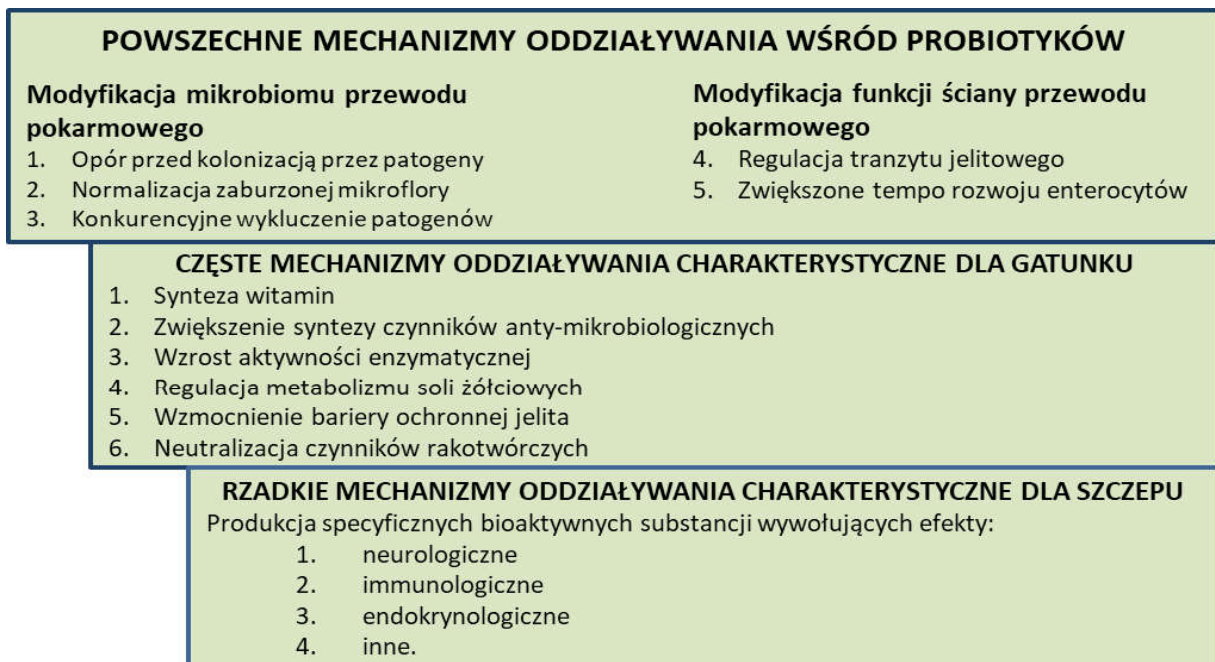 POWSZECHNE MECHANIZMY ODDZIAŁYWANIA WŚRÓD PROBIOTYKÓW
Modyfikacja mikrobiomu przewodu
pokarmowego
1. Opór przed kolonizacją przez patogeny
2. Normalizacja zaburzonej mikroflory
3. Konkurencyjne wykluczenie patogenów
Modyfikacja funkcji ściany przewodu
pokarmowego
4. Regulacja tranzytu jelitowego
5. Zwiększone tempo rozwoju enterocytów
CZĘSTE MECHANIZMY ODDZIAŁYWANIA CHARAKTERYSTYCZNE DLA GATUNKU
1. Synteza witamin
2. Zwiększenie syntezy czynników anty-mikrobiologicznych
3. Wzrost aktywności enzymatycznej
4. Regulacja metabolizmu soli żółciowych
5. Wzmocnienie bariery ochronnej jelita
6. Neutralizacja czynników rakotwórczych
RZADKIE MECHANIZMY ODDZIAŁYWANIA CHARAKTERYSTYCZNE DLA SZCZEPU
Produkcja specyficznych bioaktywnych substancji wywołujących efekty:
1. neurologiczne
2. immunologiczne
3. endokrynologiczne
4. inne.